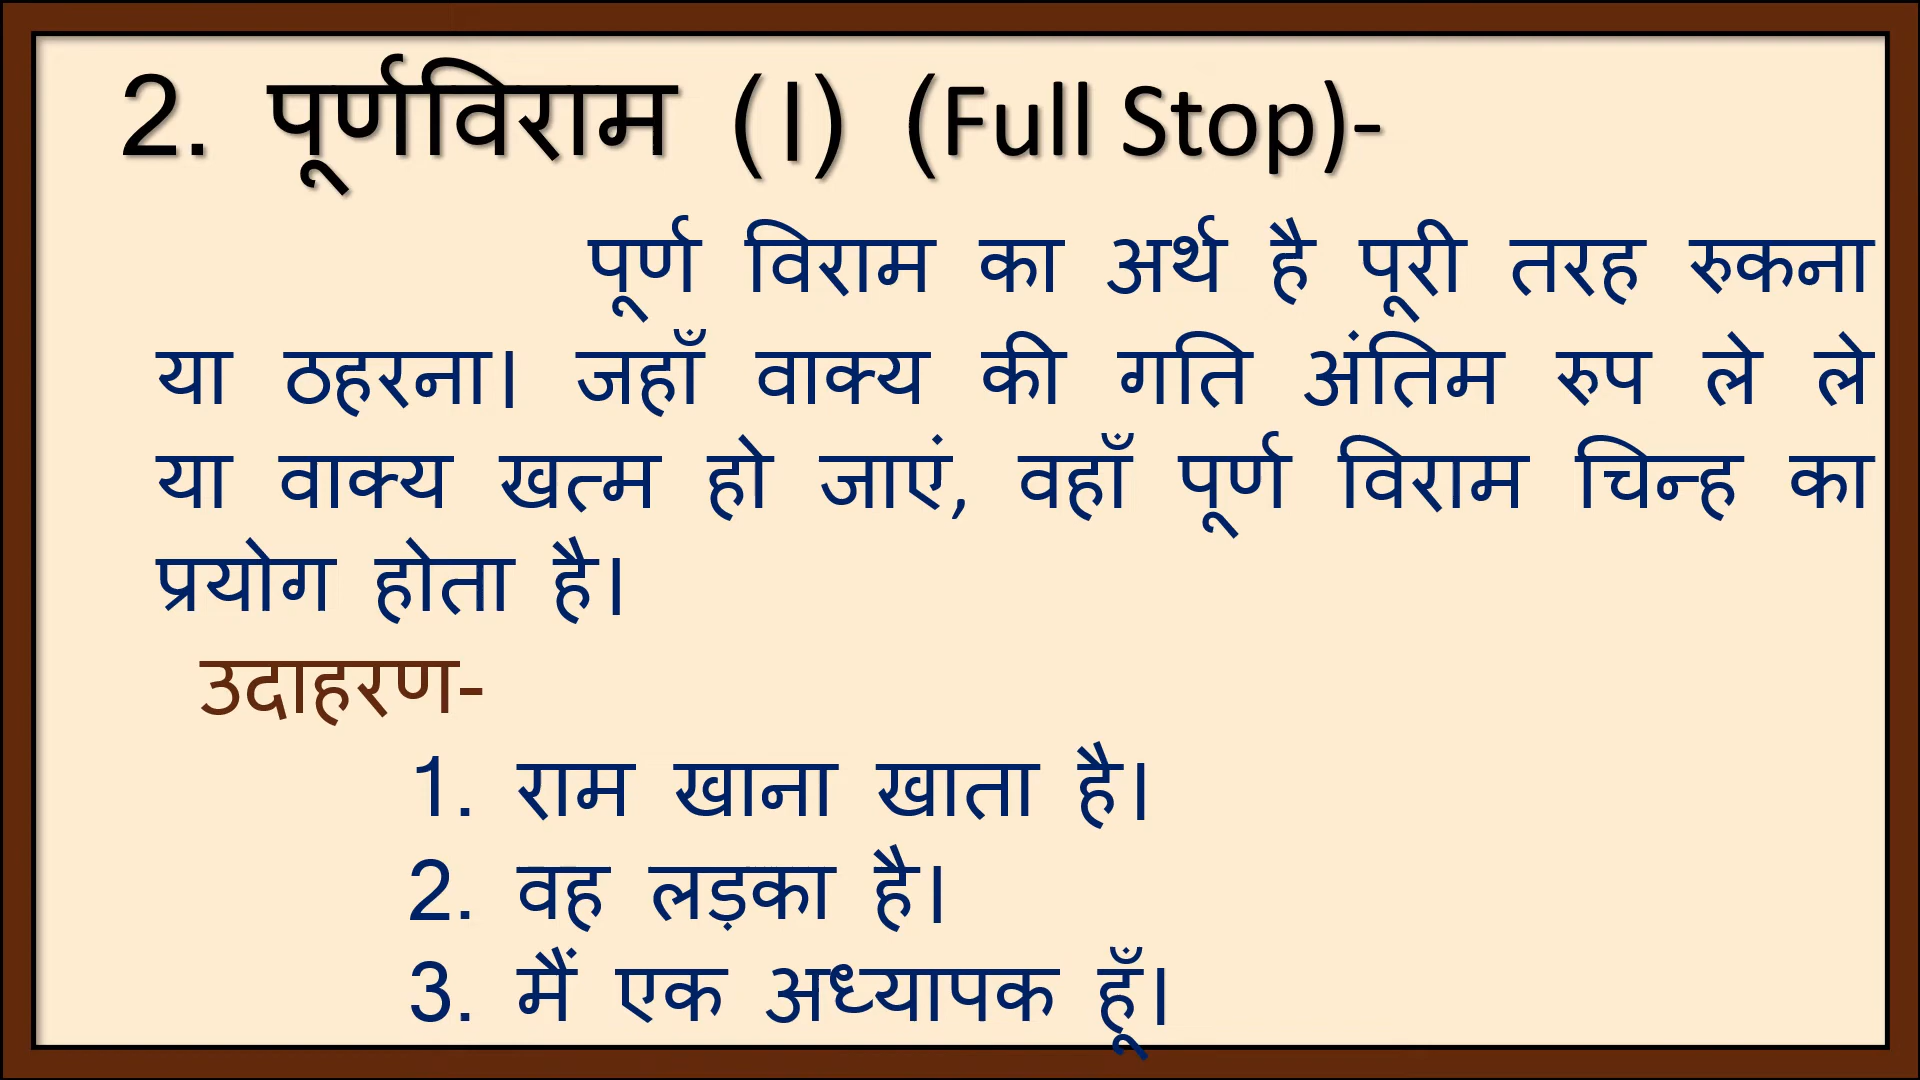 2. पूर्णविराम (।) (Full Stop)-
पूर्ण विराम का अर्थ है पूरी तरह रुकना
या ठहरना। जहाँ वाक्य की गति अंतिम रुप ले ले
या वाक्य खत्म हो जाएं, वहाँ पूर्ण विराम चिन्ह का
प्रयोग होता है।
उदाहरण-
1. राम खाना खाता है।
2. वह लड़का है।
3. मैं एक अध्यापक हूँ।